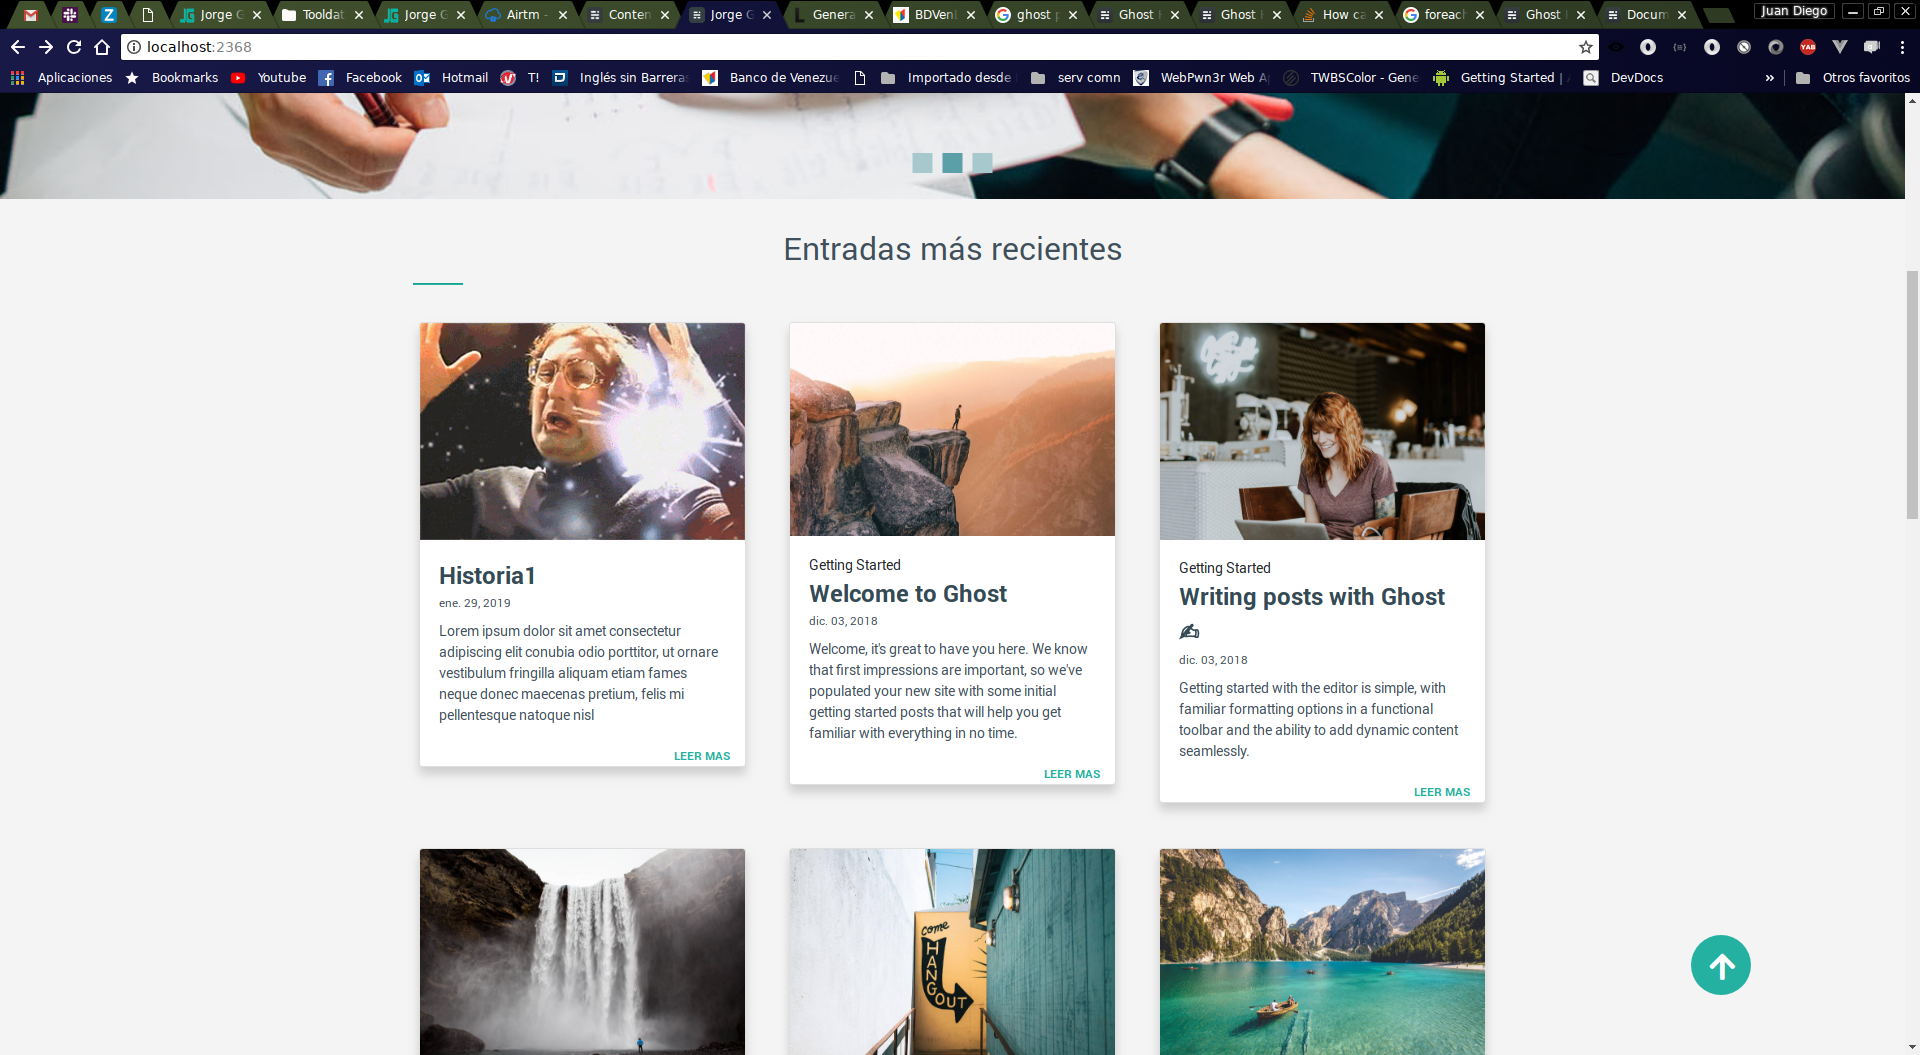 Jorge G
Tooldat
Jorge G
Airtm -
Conten
Jorge G
Genera
BDVenl
ghost p
Ghost
Ghost
How ca
foreach
Ghost
Docum
Juan Diego
localhost:2368
Aplicaciones
Bookmarks
Youtube
Facebook
Hotmail
T!
Inglés sin Barreras
Banco de Venezue
Importado desde
serv comn
WebPwn3r Web A
TWBSColor - Gene
Getting Started |
DevDocs
»
Otros favoritos
Entradas más recientes
Historia1
ene. 29, 2019
Lorem ipsum dolor sit amet consectetur
adipiscing elit conubia odio porttitor, ut ornare
vestibulum fringilla aliquam etiam fames
neque donec maecenas pretium, felis mi
pellentesque natoque nisl
LEER MAS
Getting Started
Welcome to Ghost
dic. 03, 2018
Welcome, it's great to have you here. We know
that first impressions are important, so we've
populated your new site with some initial
getting started posts that will help you get
familiar with everything in no time.
LEER MAS
Getting Started
Writing posts with Ghost
✍
dic. 03, 2018
Getting started with the editor is simple, with
familiar formatting options in a functional
toolbar and the ability to add dynamic content
seamlessly.
LEER MAS
come
HANGOUT